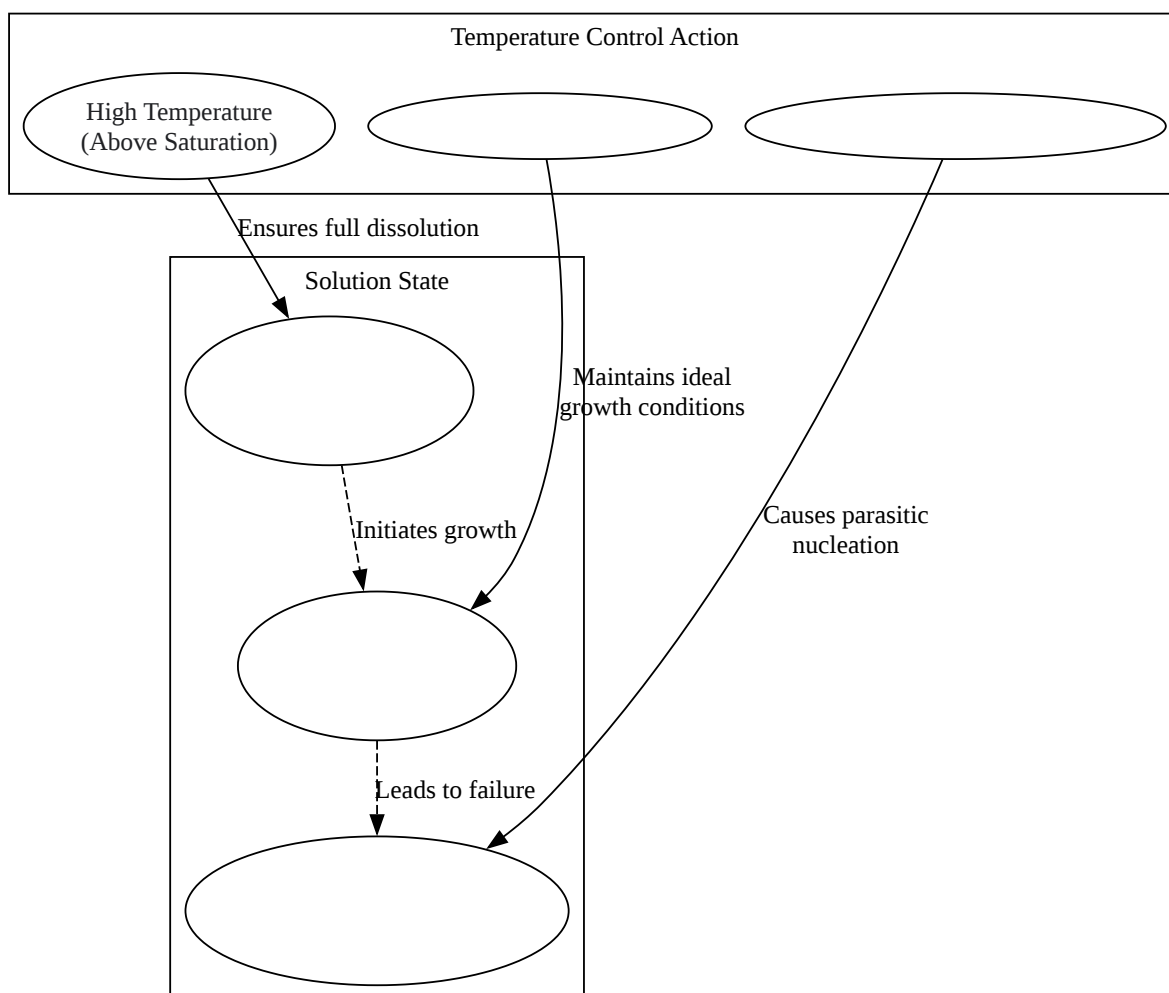 Temperature Control Action
High Temperature
(Above Saturation)
Ensures full dissolution
Solution State
Maintains ideal
growth conditions
Causes parasitic
nucleation
Initiates growth
Leads to failure